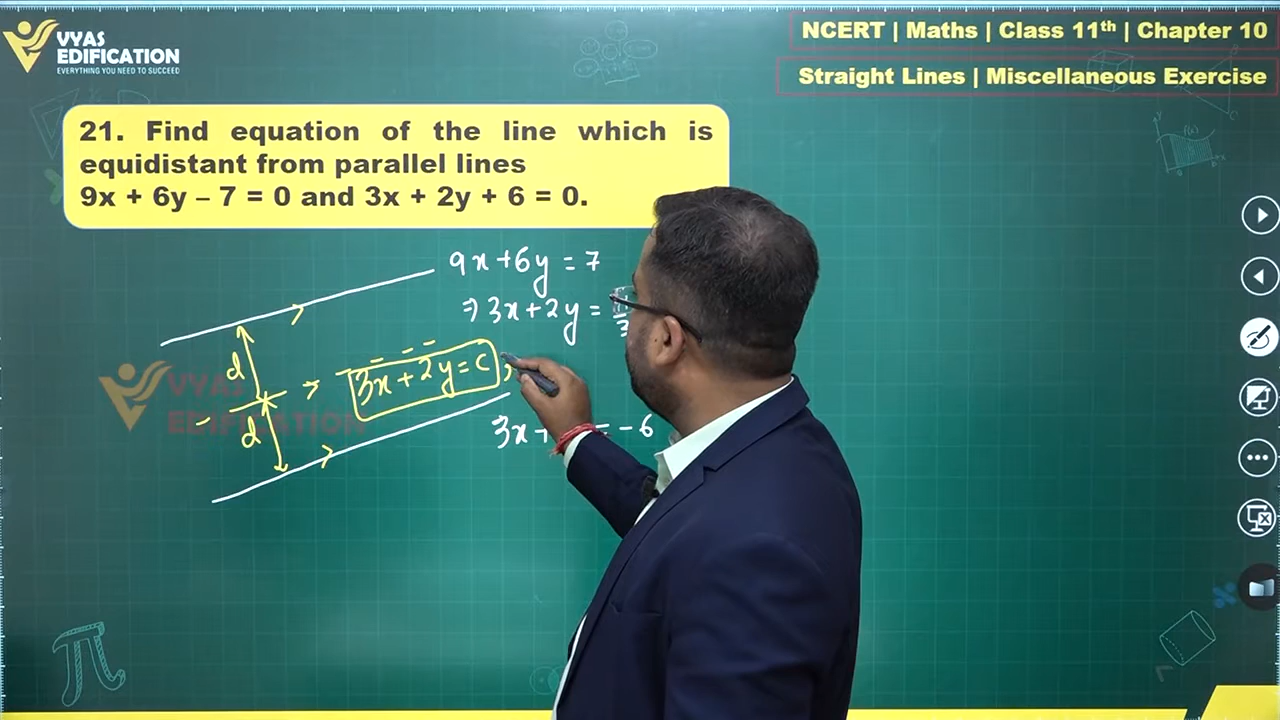 VYAS
EDIFICATION
EVERYTHING YOU NEED TO SUCCEED
NCERT | Maths | Class 11th | Chapter 10
Straight Lines | Miscellaneous Exercise
21. Find equation of the line which is
equidistant from parallel lines
9x + 6y – 7 = 0 and 3x + 2y + 6 = 0.
9x+6y = 7
⇒ 3x+2y =
3
d
3x+2y=c
VYAS
EDIFICATION
d
3x+ = -6
π